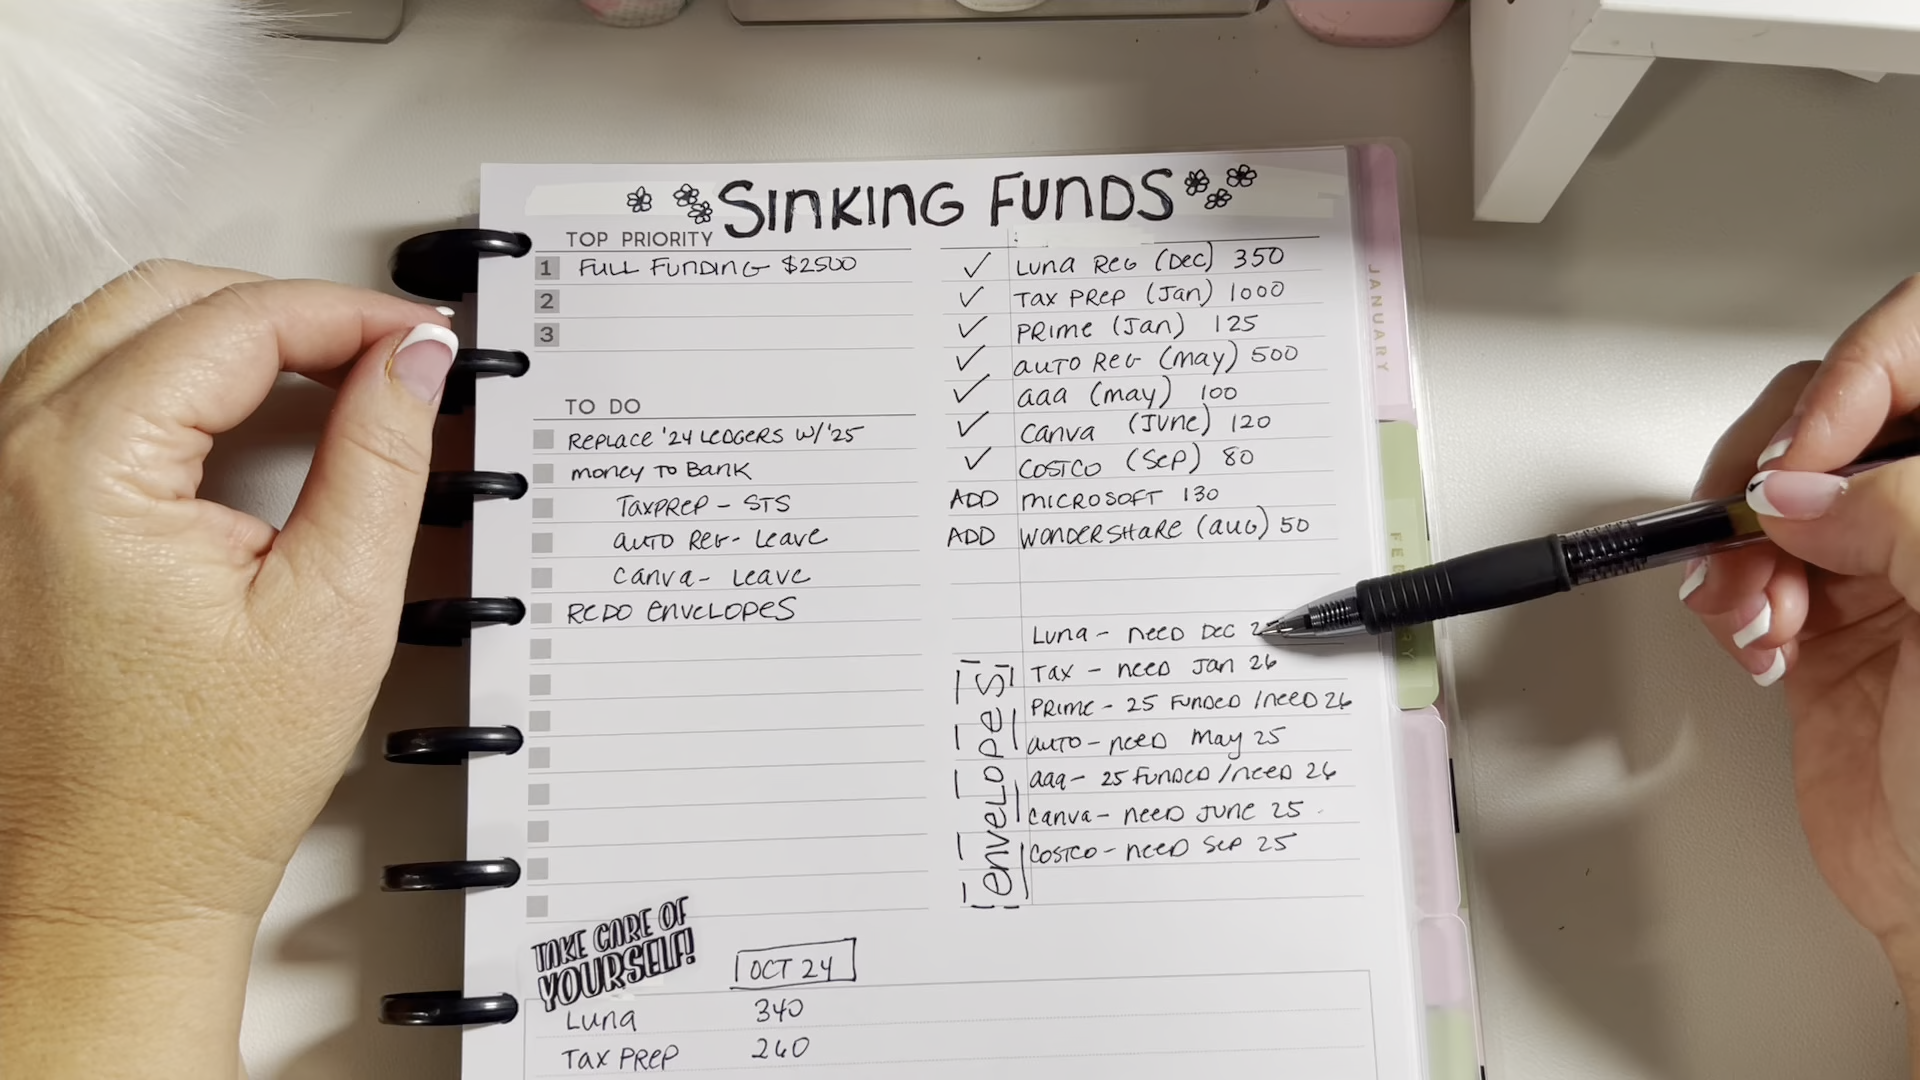 SINKING FUNDS
TOP PRIORITY
1 FULL FUNDING $2500
2
3
TO DO
REPLACE '24 LEDGERS W/'25
MONEY TO BANK
TAXPREP - STS
AUTO REG - LEAVE
CANVA - LEAVE
REDO ENVELOPES
✓ LUNA REG (DEC) 350
✓ TAX PREP (JAN) 1000
✓ PRIME (JAN) 125
✓ AUTO REG (MAY) 500
✓ AAA (MAY) 100
✓ CANVA (JUNE) 120
✓ COSTCO (SEP) 80
ADD MICROSOFT 130
ADD WONDERSHARE (AUG) 50
ENVELOPES
LUNA - NEED DEC
TAX - NEED JAN 26
PRIME - 25 FUNDED / NEED 26
AUTO - NEED MAY 25
AAA - 25 FUNDED / NEED 26
CANVA - NEED JUNE 25
COSTCO - NEED SEP 25
TAKE CARE OF
YOURSELF!
OCT 24
LUNA 340
TAX PREP 260
JANUARY